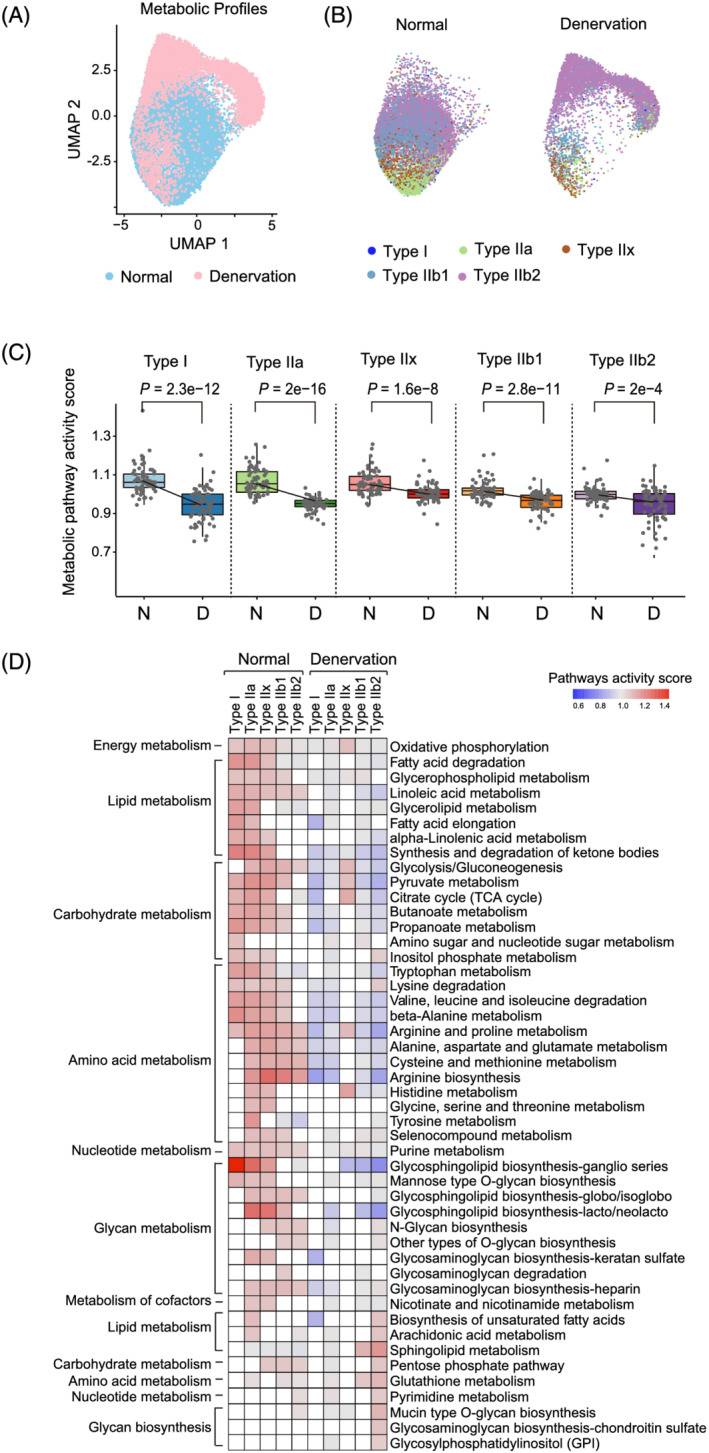 (A)
Metabolic Profiles
UMAP 2
2.5
0.0
-2.5
−5
0
5
UMAP 1
Normal
Denervation
(B)
Normal
Denervation
Type I
Type IIa
Type IIx
Type IIb1
Type IIb2
(C)
Metabolic pathway activity score
Type I
Type IIa
Type IIx
Type IIb1
Type IIb2
P = 2.3e−12
P = 2e−16
P = 1.6e−8
P = 2.8e−11
P = 2e−4
1.3
1.1
0.9
0.7
N D N D N D N D N D
(D)
Normal
Denervation
Type I
Type IIa
Type IIx
Type IIb1
Type IIb2
Type I
Type IIa
Type IIx
Type IIb1
Type IIb2
Pathways activity score
0.6 0.8 1.0 1.2 1.4
Energy metabolism
Oxidative phosphorylation
Lipid metabolism
Fatty acid degradation
Glycerophospholipid metabolism
Linoleic acid metabolism
Glycerolipid metabolism
Fatty acid elongation
alpha-Linolenic acid metabolism
Synthesis and degradation of ketone bodies
Carbohydrate metabolism
Glycolysis/Gluconeogenesis
Pyruvate metabolism
Citrate cycle (TCA cycle)
Butanoate metabolism
Propanoate metabolism
Amino sugar and nucleotide sugar metabolism
Inositol phosphate metabolism
Amino acid metabolism
Tryptophan metabolism
Lysine degradation
Valine, leucine and isoleucine degradation
beta-Alanine metabolism
Arginine and proline metabolism
Alanine, aspartate and glutamate metabolism
Cysteine and methionine metabolism
Arginine biosynthesis
Histidine metabolism
Glycine, serine and threonine metabolism
Tyrosine metabolism
Selenocompound metabolism
Nucleotide metabolism
Purine metabolism
Glycan metabolism
Glycosphingolipid biosynthesis-ganglio series
Mannose type O-glycan biosynthesis
Glycosphingolipid biosynthesis-globo/isoglobo
Glycosphingolipid biosynthesis-lacto/neolacto
N-Glycan biosynthesis
Other types of O-glycan biosynthesis
Glycosaminoglycan biosynthesis-keratan sulfate
Glycosaminoglycan degradation
Glycosaminoglycan biosynthesis-heparin
Metabolism of cofactors
Nicotinate and nicotinamide metabolism
Lipid metabolism
Biosynthesis of unsaturated fatty acids
Arachidonic acid metabolism
Sphingolipid metabolism
Carbohydrate metabolism
Pentose phosphate pathway
Amino acid metabolism
Glutathione metabolism
Nucleotide metabolism
Pyrimidine metabolism
Glycan biosynthesis
Mucin type O-glycan biosynthesis
Glycosaminoglycan biosynthesis-chondroitin sulfate
Glycosylphosphatidylinositol (GPI)